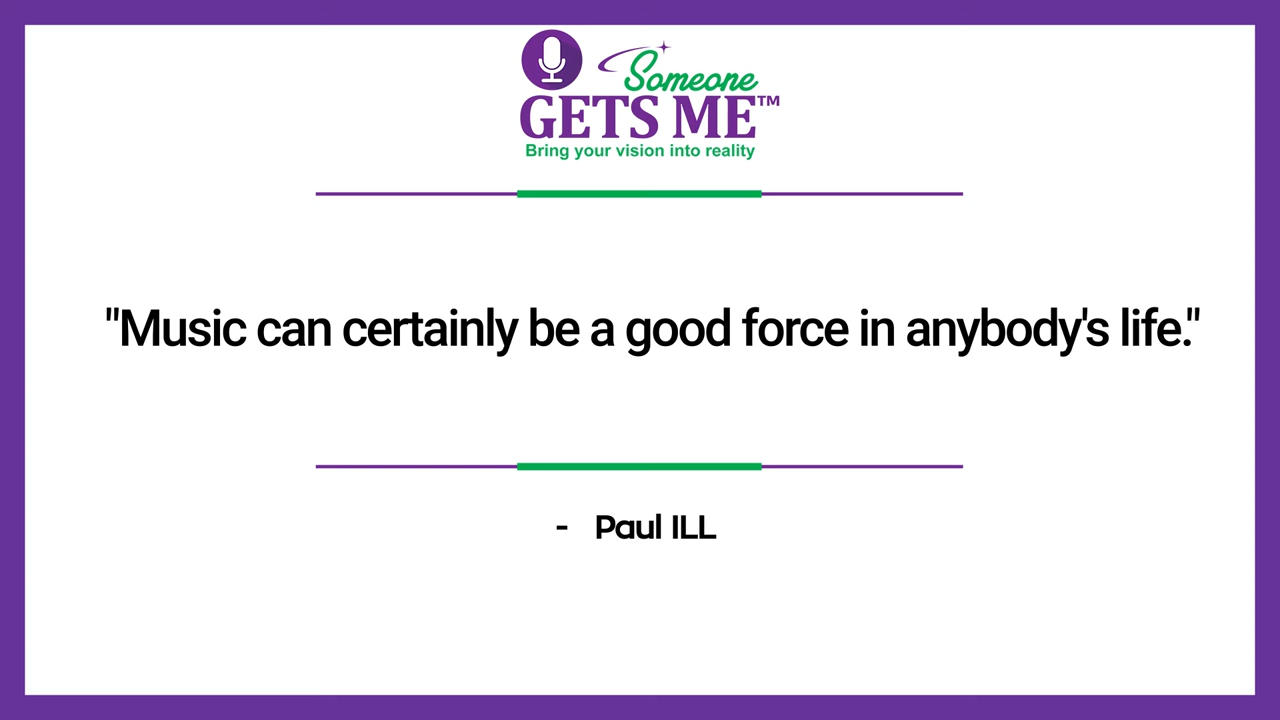 Someone
GETS ME™
Bring your vision into reality
"Music can certainly be a good force in anybody's life."
- Paul ILL